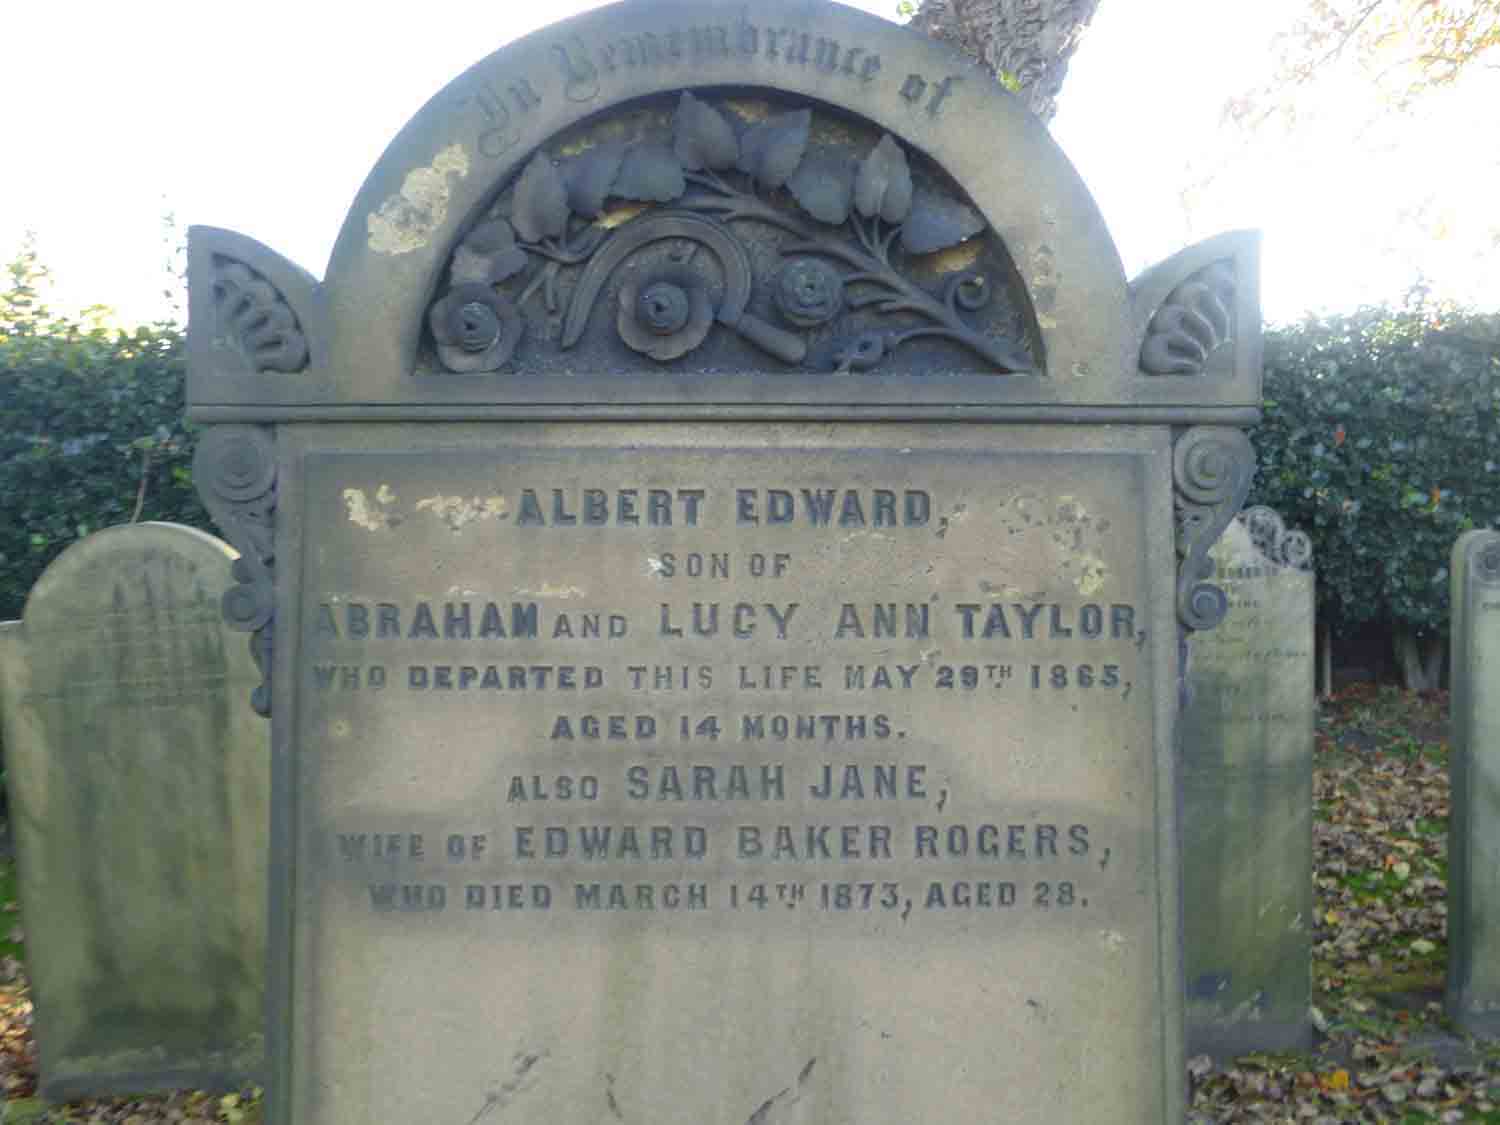 In Remembrance of
ALBERT EDWARD,
SON OF
ABRAHAM AND LUCY ANN TAYLOR,
WHO DEPARTED THIS LIFE MAY 29TH 1865,
AGED 14 MONTHS.
ALSO SARAH JANE,
WIFE OF EDWARD BAKER ROGERS,
WHO DIED MARCH 14TH 1873, AGED 28.